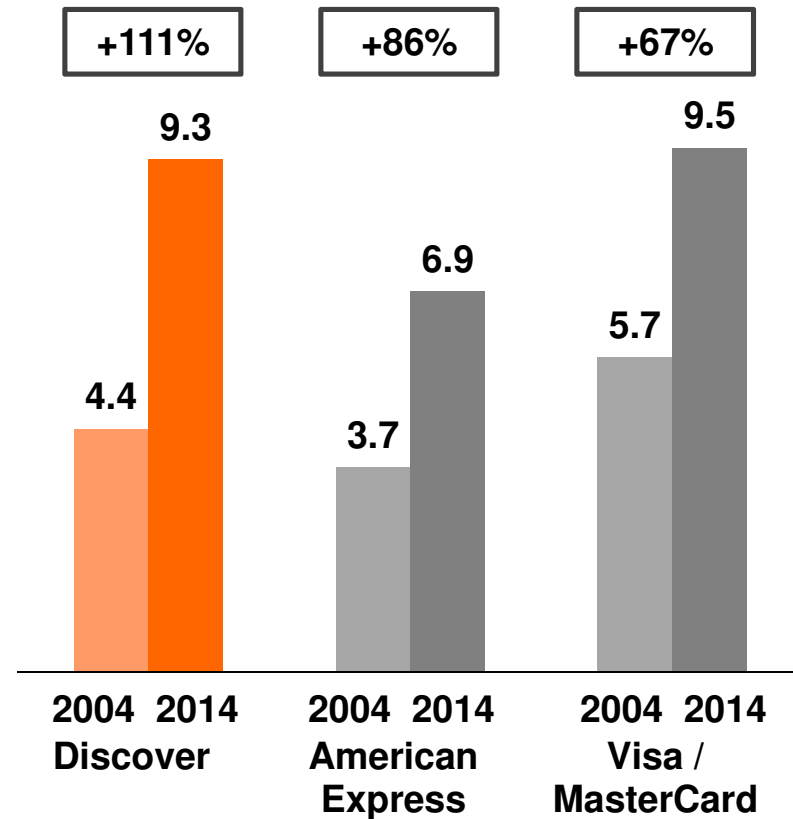 +111% +86% +67%
9.3 9.5
6.9
5.7
4.4
3.7
2004 2014 2004 2014 2004 2014
Discover American Visa /
Express MasterCard